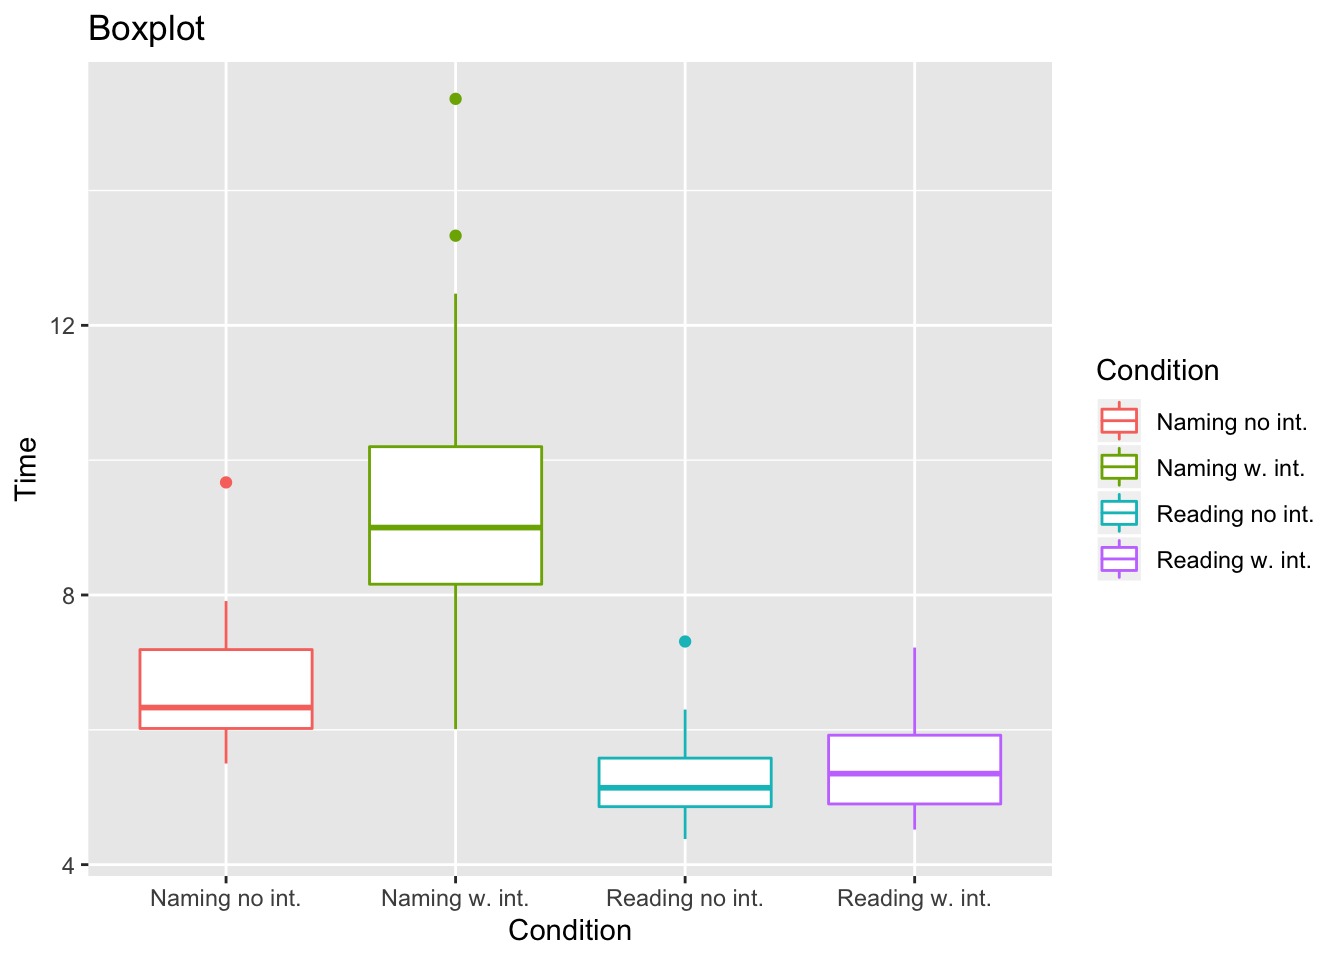 Boxplot
Time
12
8
4
Naming no int.
Naming w. int.
Reading no int.
Reading w. int.
Condition
Condition
Naming no int.
Naming w. int.
Reading no int.
Reading w. int.